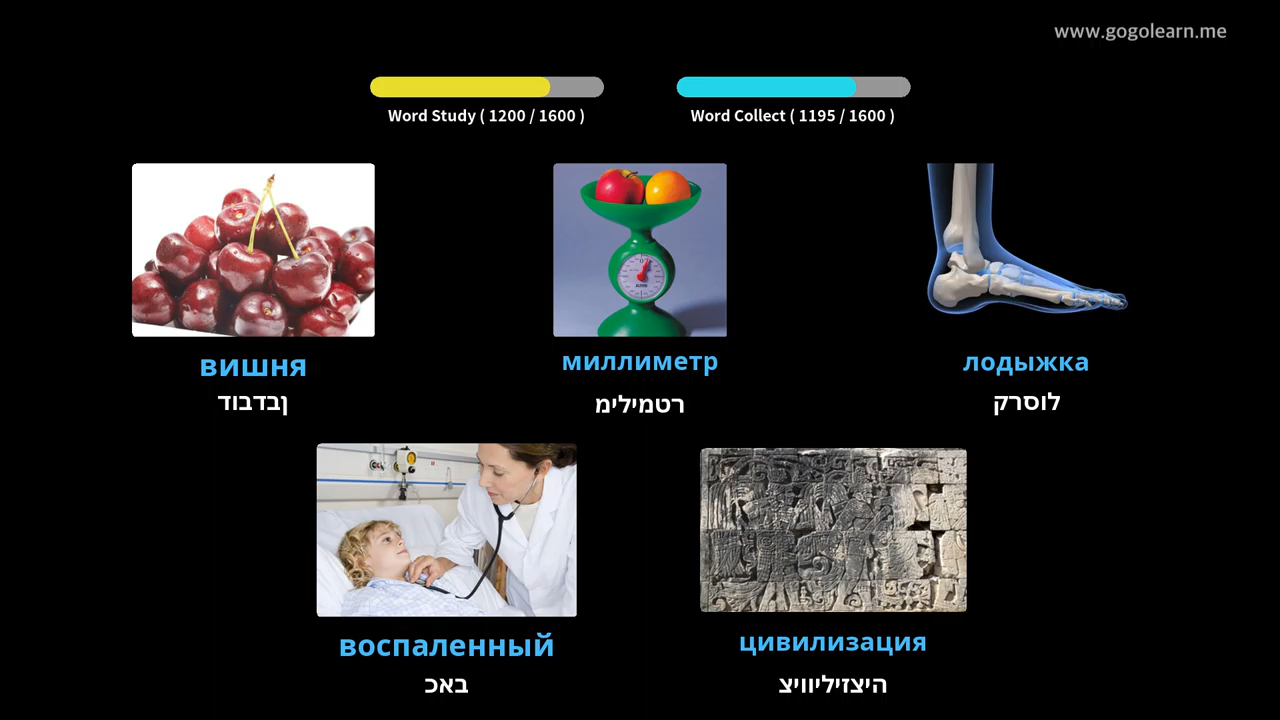 www.gogolearn.me
Word Study ( 1200 / 1600 )
Word Collect ( 1195 / 1600 )
вишня
ןבדבוד
миллиметр
רטמילימ
лодыжка
לוסרק
воспаленный
באכ
цивилизация
היצזיליוויצ